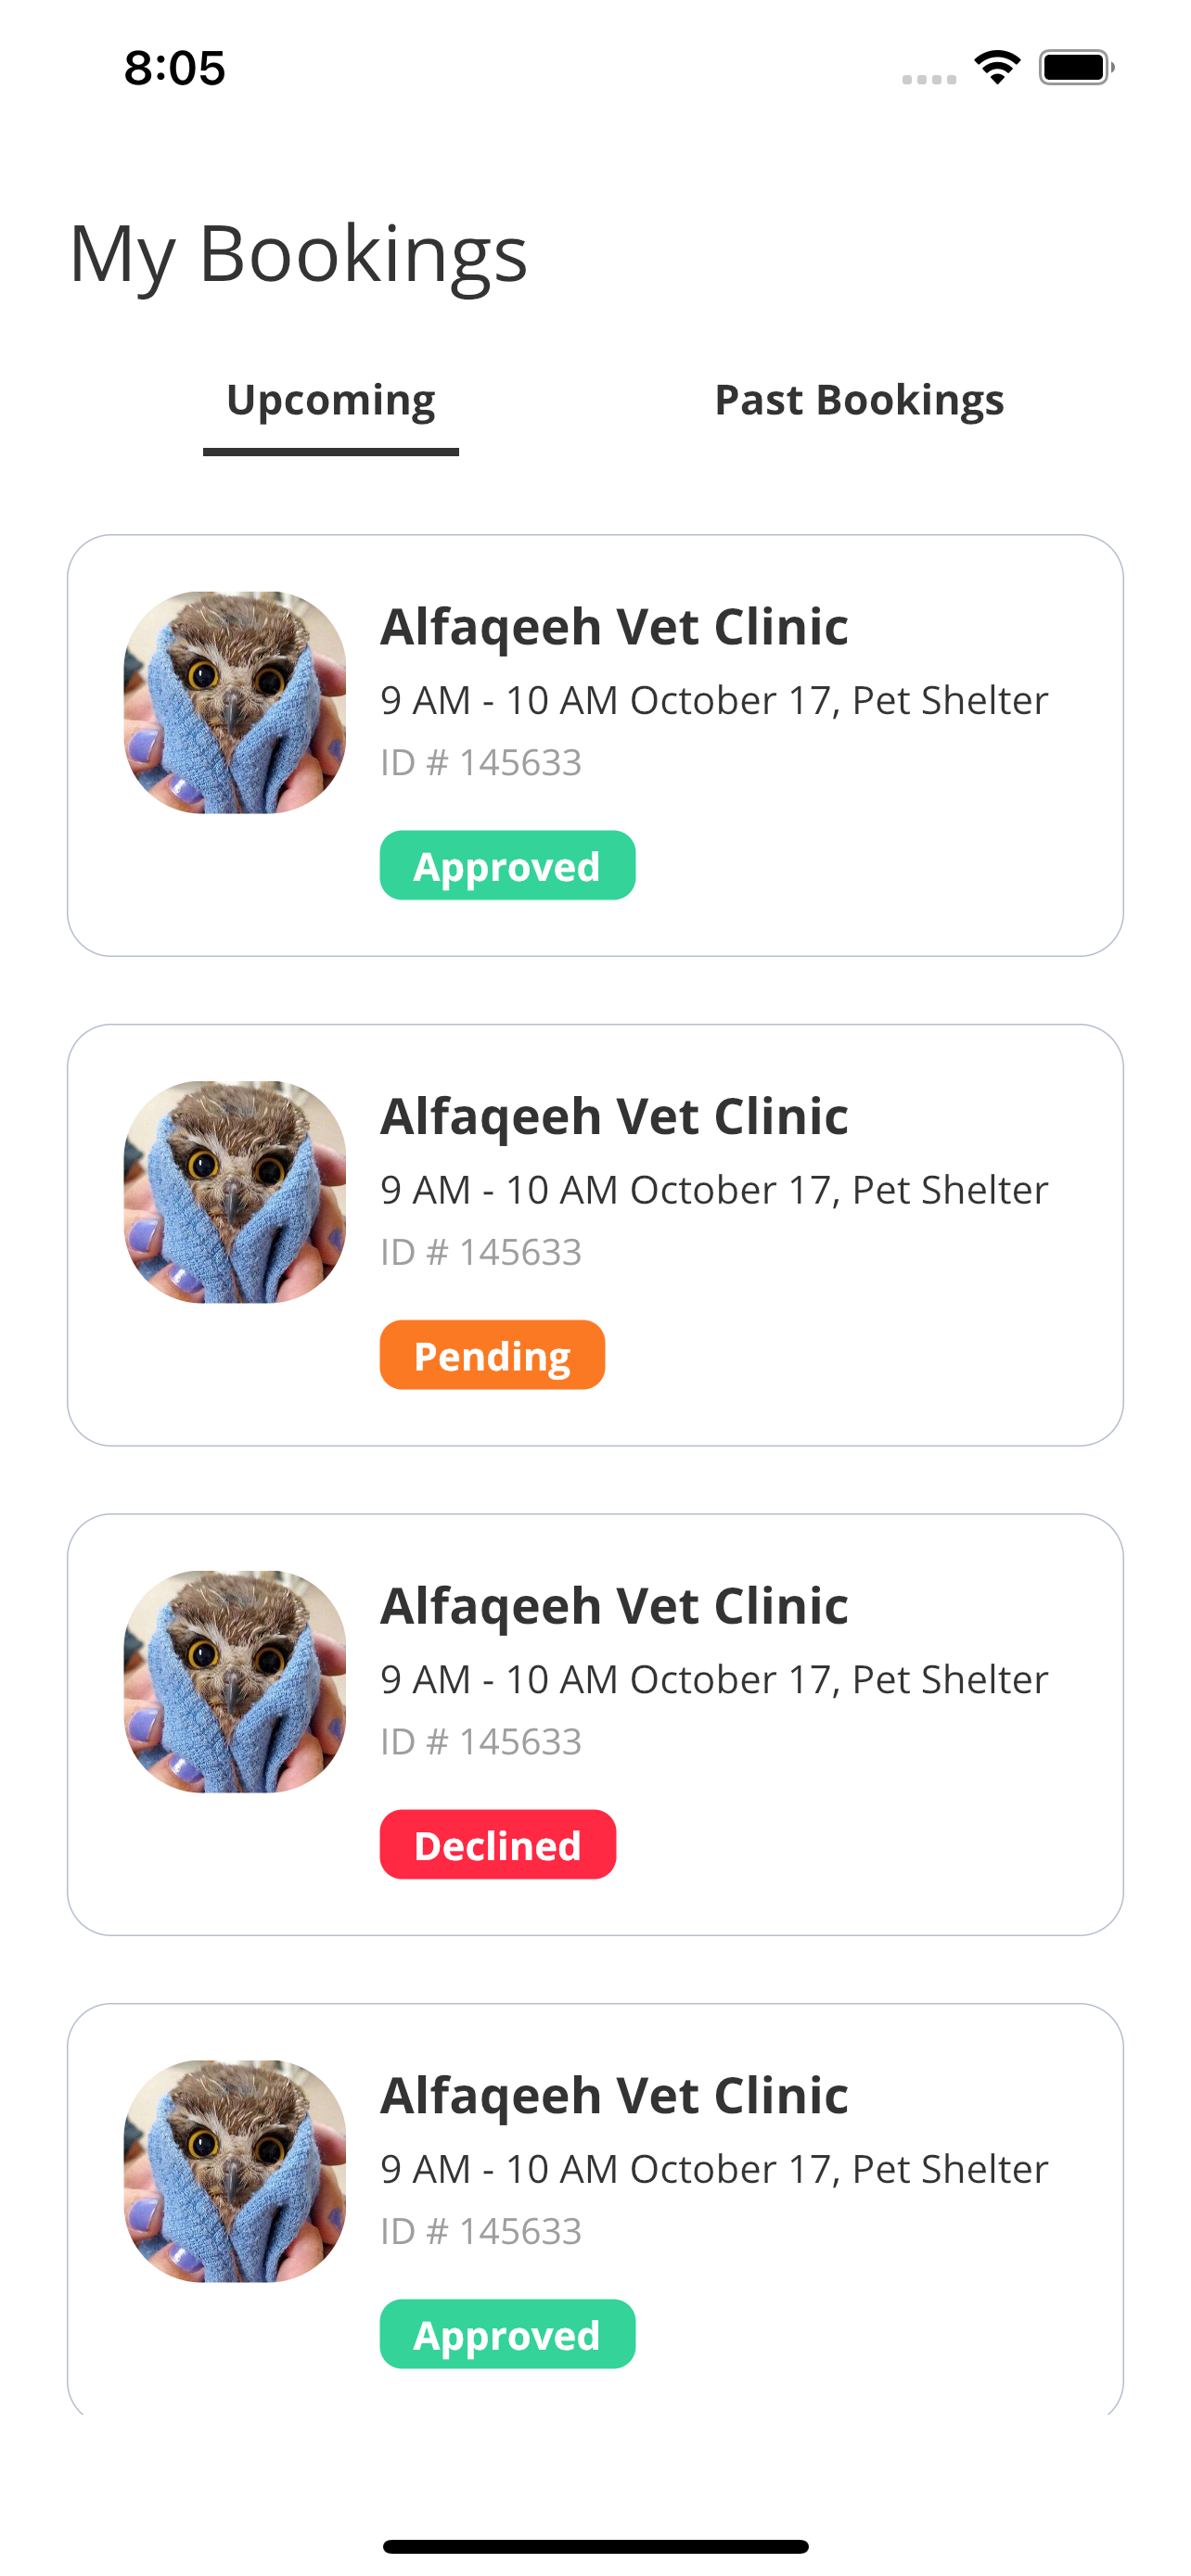 8:05
My Bookings
Upcoming
Past Bookings
Alfaqeeh Vet Clinic
9 AM - 10 AM October 17, Pet Shelter
ID # 145633
Approved
Alfaqeeh Vet Clinic
9 AM - 10 AM October 17, Pet Shelter
ID # 145633
Pending
Alfaqeeh Vet Clinic
9 AM - 10 AM October 17, Pet Shelter
ID # 145633
Declined
Alfaqeeh Vet Clinic
9 AM - 10 AM October 17, Pet Shelter
ID # 145633
Approved